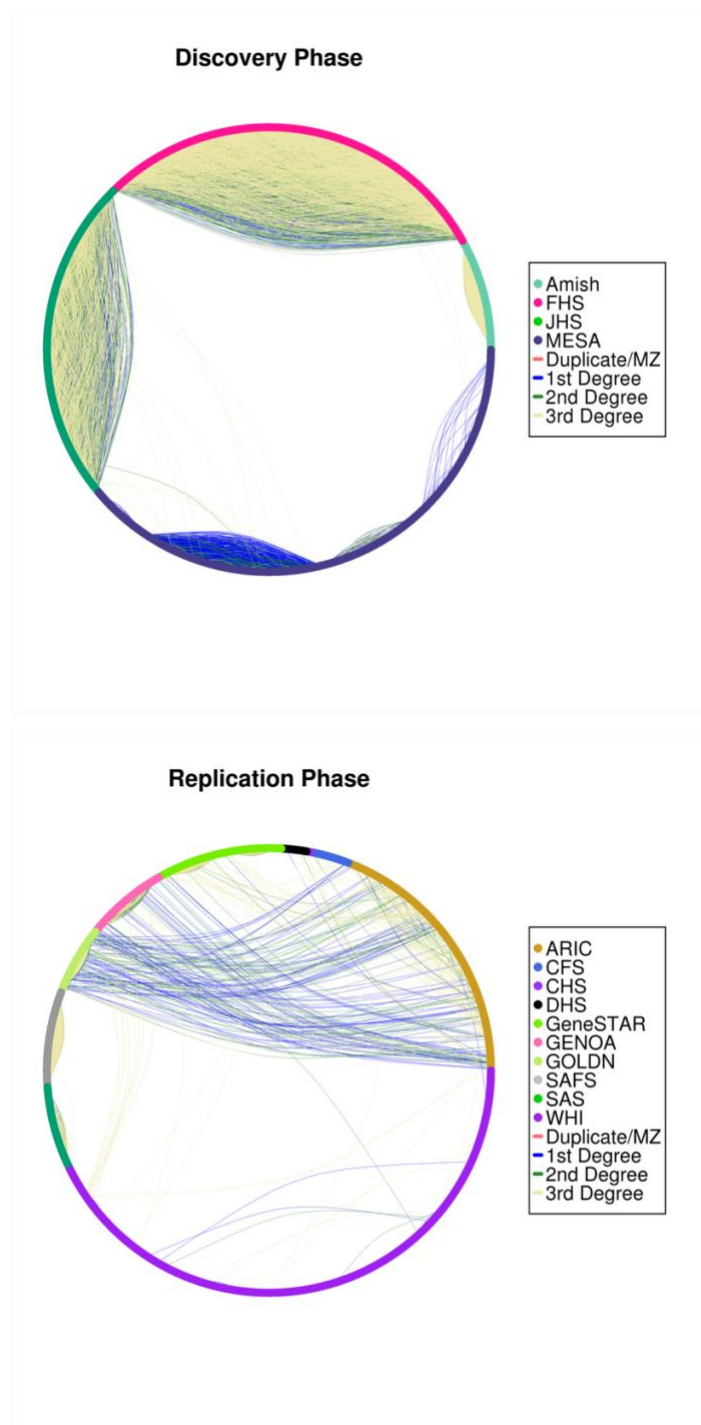 Discovery Phase
Amish
FHS
JHS
MESA
Duplicate/MZ
1st Degree
2nd Degree
3rd Degree
Replication Phase
ARIC
CFS
CHS
DHS
GeneSTAR
GENOA
GOLDN
SAFS
SAS
WHI
Duplicate/MZ
1st Degree
2nd Degree
3rd Degree